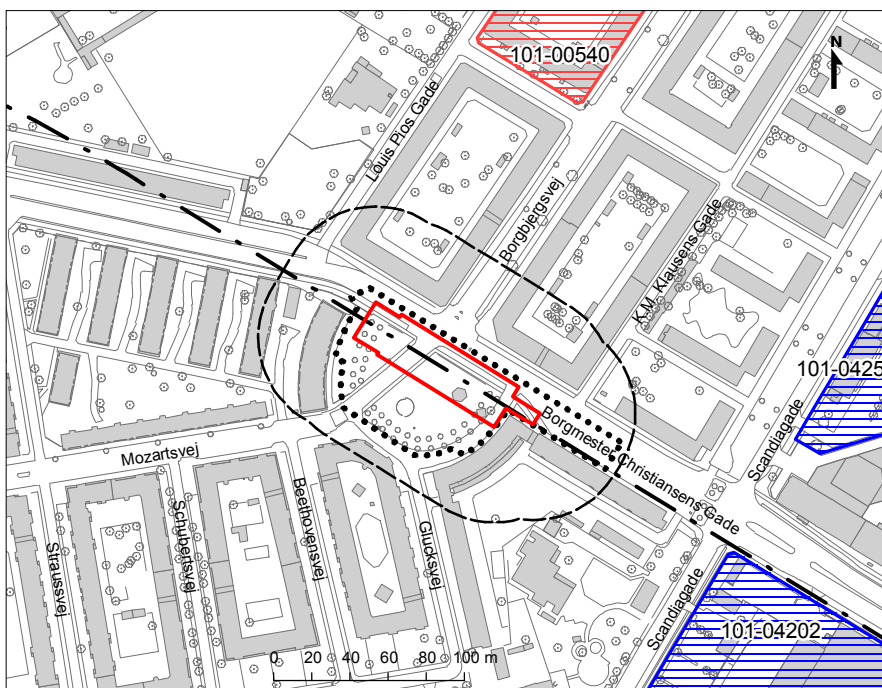 101-00540
N
Louis Pios Gade
Borgbjergsvej
K.M. Klausens Gade
101-0425
Scandiagade
Borgmester Christiansens Gade
Mozartsvej
Straussvej
Schubertsvej
Beethovensvej
Glucksvej
Scandiagade
101-04202
0 20 40 60 80 100 m